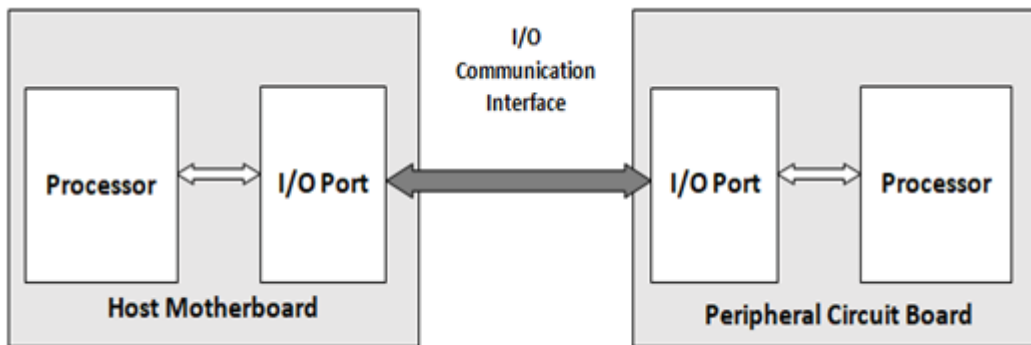 I/O
Communication
Interface
Processor
I/O Port
Host Motherboard
I/O Port
Processor
Peripheral Circuit Board